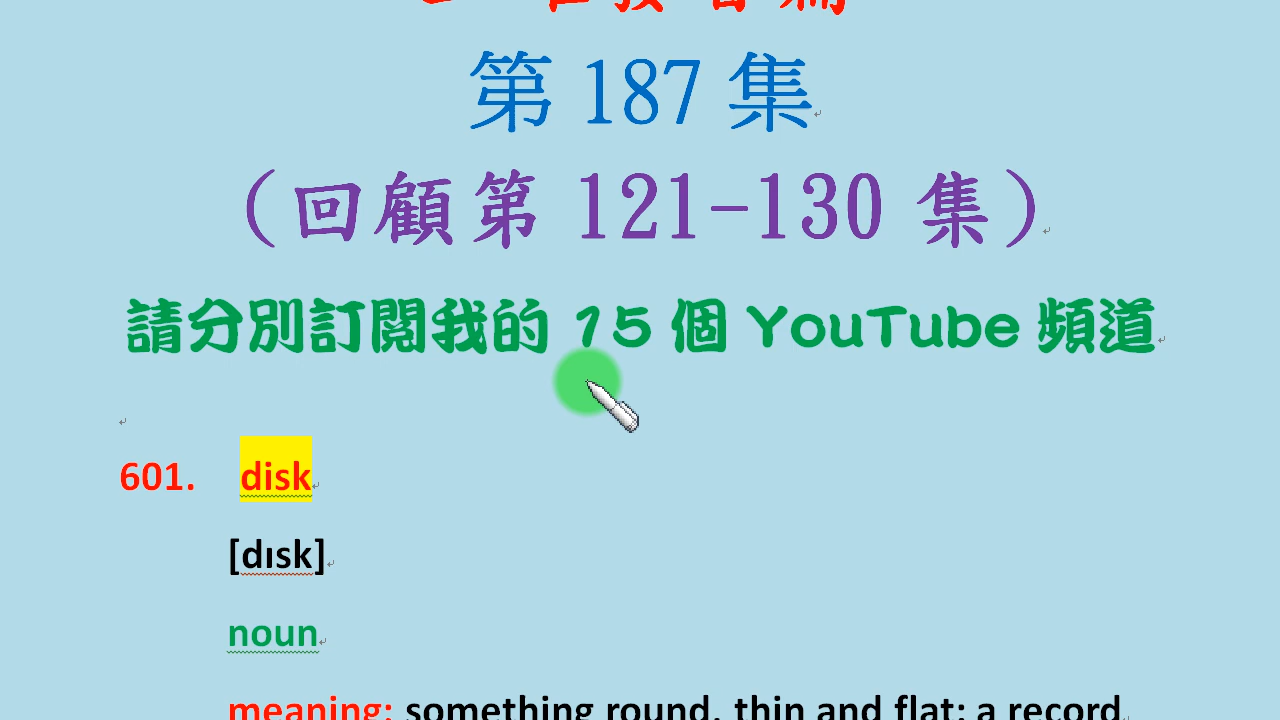 第 187 集
(回顧第 121-130 集)
請分別訂閱我的 15 個 YouTube 頻道
601. disk
[dɪsk]
noun
meaning: something round, thin and flat; a record